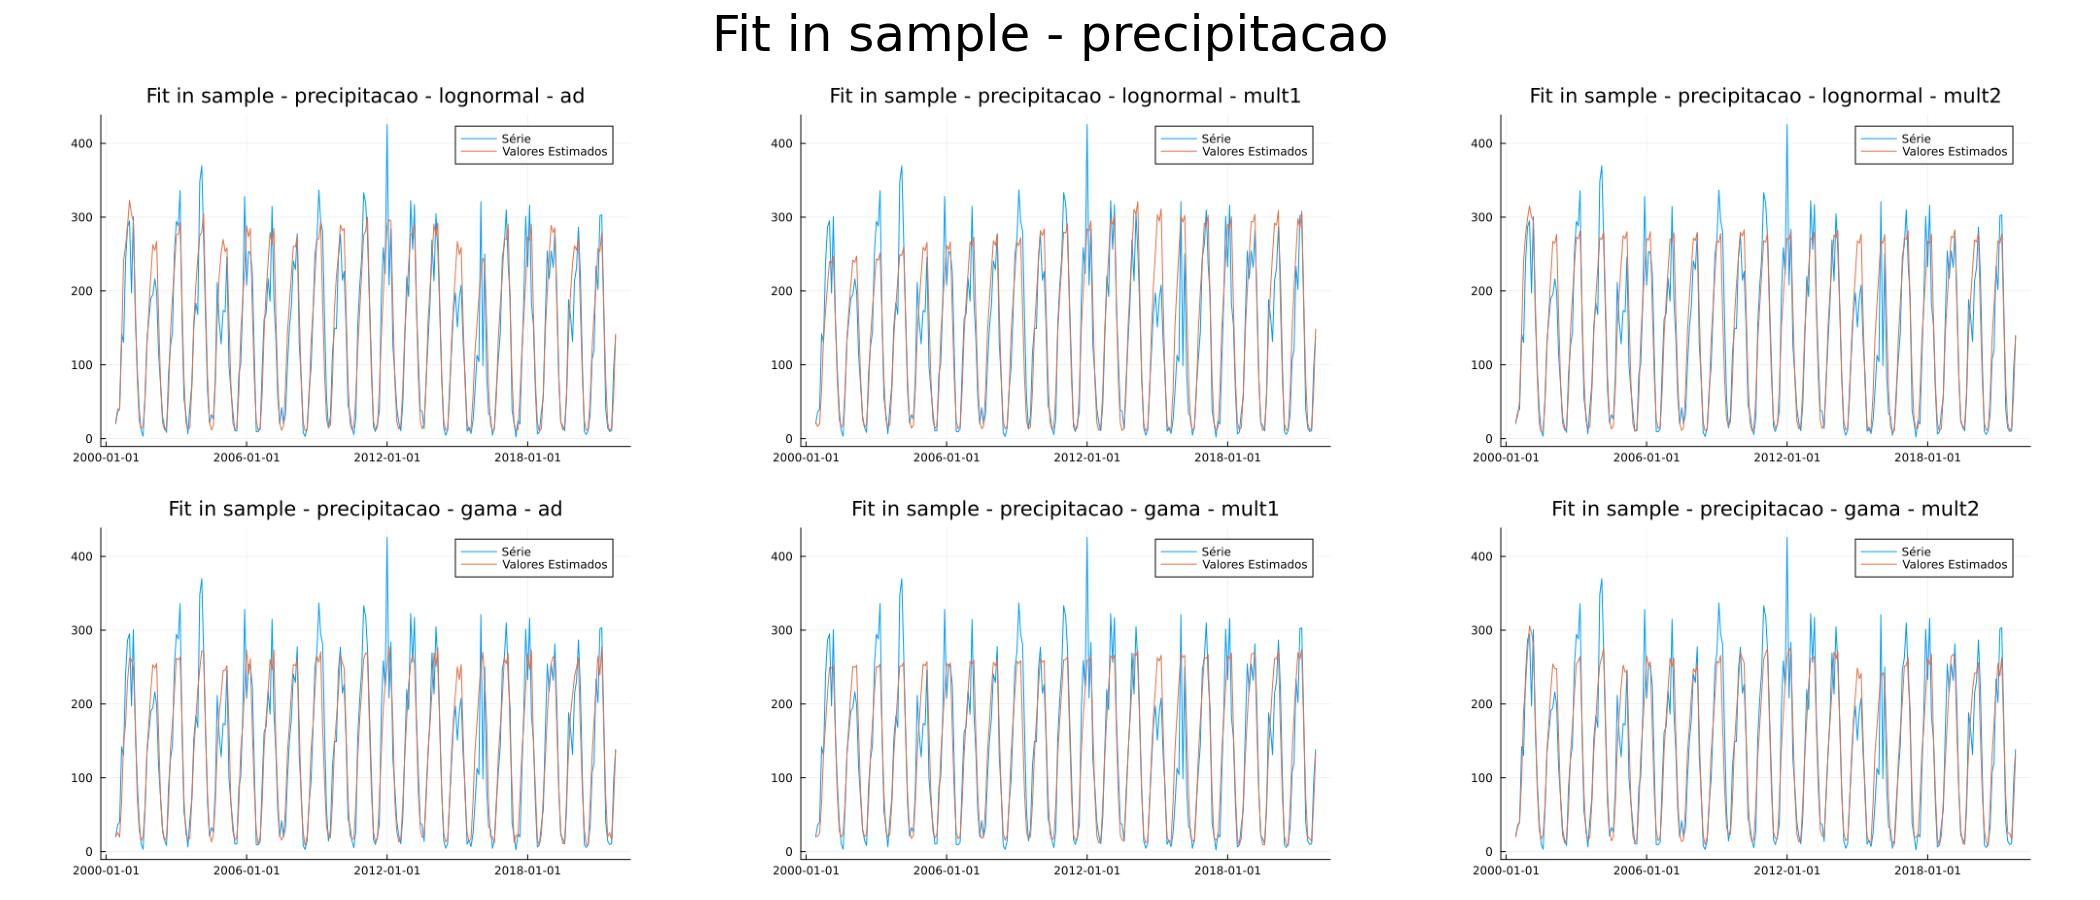 Fit in sample - precipitacao
Fit in sample - precipitacao - lognormal - ad
400
300
200
100
0
2000-01-01 2006-01-01 2012-01-01 2018-01-01
Série
Valores Estimados
Fit in sample - precipitacao - lognormal - mult1
400
300
200
100
0
2000-01-01 2006-01-01 2012-01-01 2018-01-01
Série
Valores Estimados
Fit in sample - precipitacao - lognormal - mult2
400
300
200
100
0
2000-01-01 2006-01-01 2012-01-01 2018-01-01
Série
Valores Estimados
Fit in sample - precipitacao - gama - ad
400
300
200
100
0
2000-01-01 2006-01-01 2012-01-01 2018-01-01
Série
Valores Estimados
Fit in sample - precipitacao - gama - mult1
400
300
200
100
0
2000-01-01 2006-01-01 2012-01-01 2018-01-01
Série
Valores Estimados
Fit in sample - precipitacao - gama - mult2
400
300
200
100
0
2000-01-01 2006-01-01 2012-01-01 2018-01-01
Série
Valores Estimados